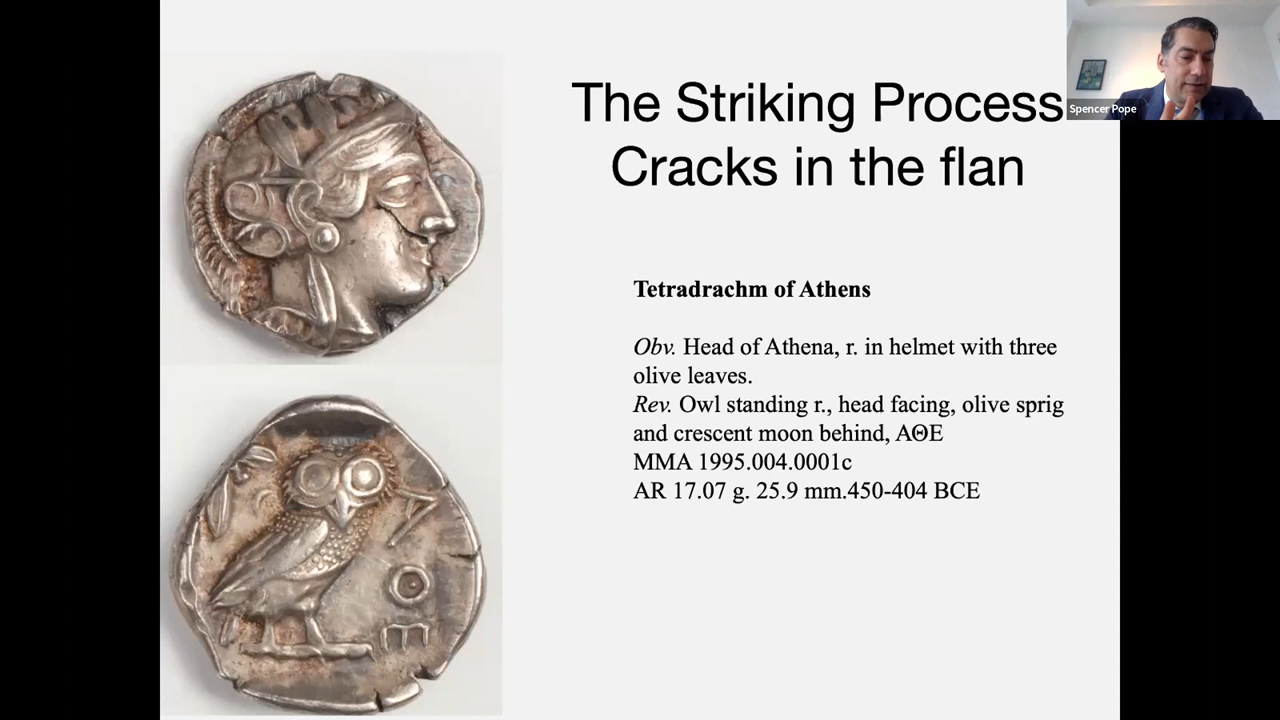 The Striking Process
Cracks in the flan
Spencer Pope
Tetradrachm of Athens
Obv. Head of Athena, r. in helmet with three
olive leaves.
Rev. Owl standing r., head facing, olive sprig
and crescent moon behind, ΑΘΕ
MMA 1995.004.0001c
AR 17.07 g. 25.9 mm.450-404 BCE
Α
Θ
Ε